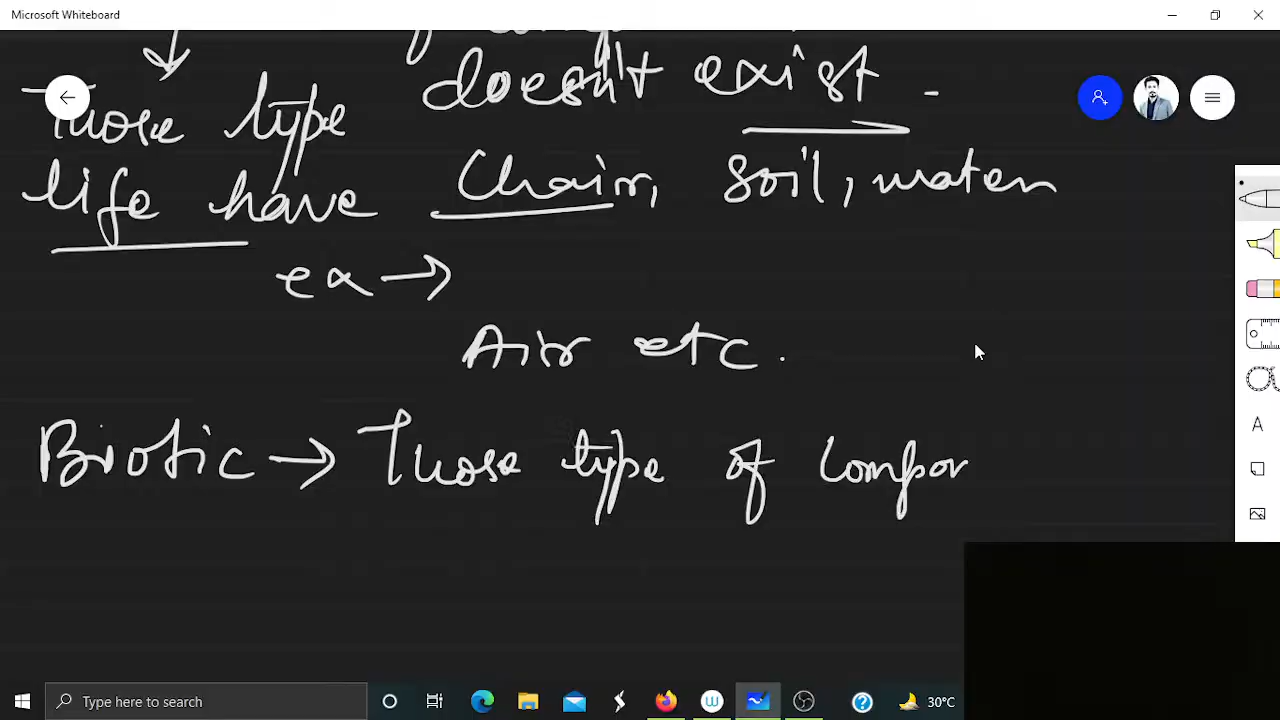 Microsoft Whiteboard
doesn't exist.
Those type
life have Chair, soil, water
ex →
Air etc.
Biotic → Those type of compon
A
Type here to search
30°C